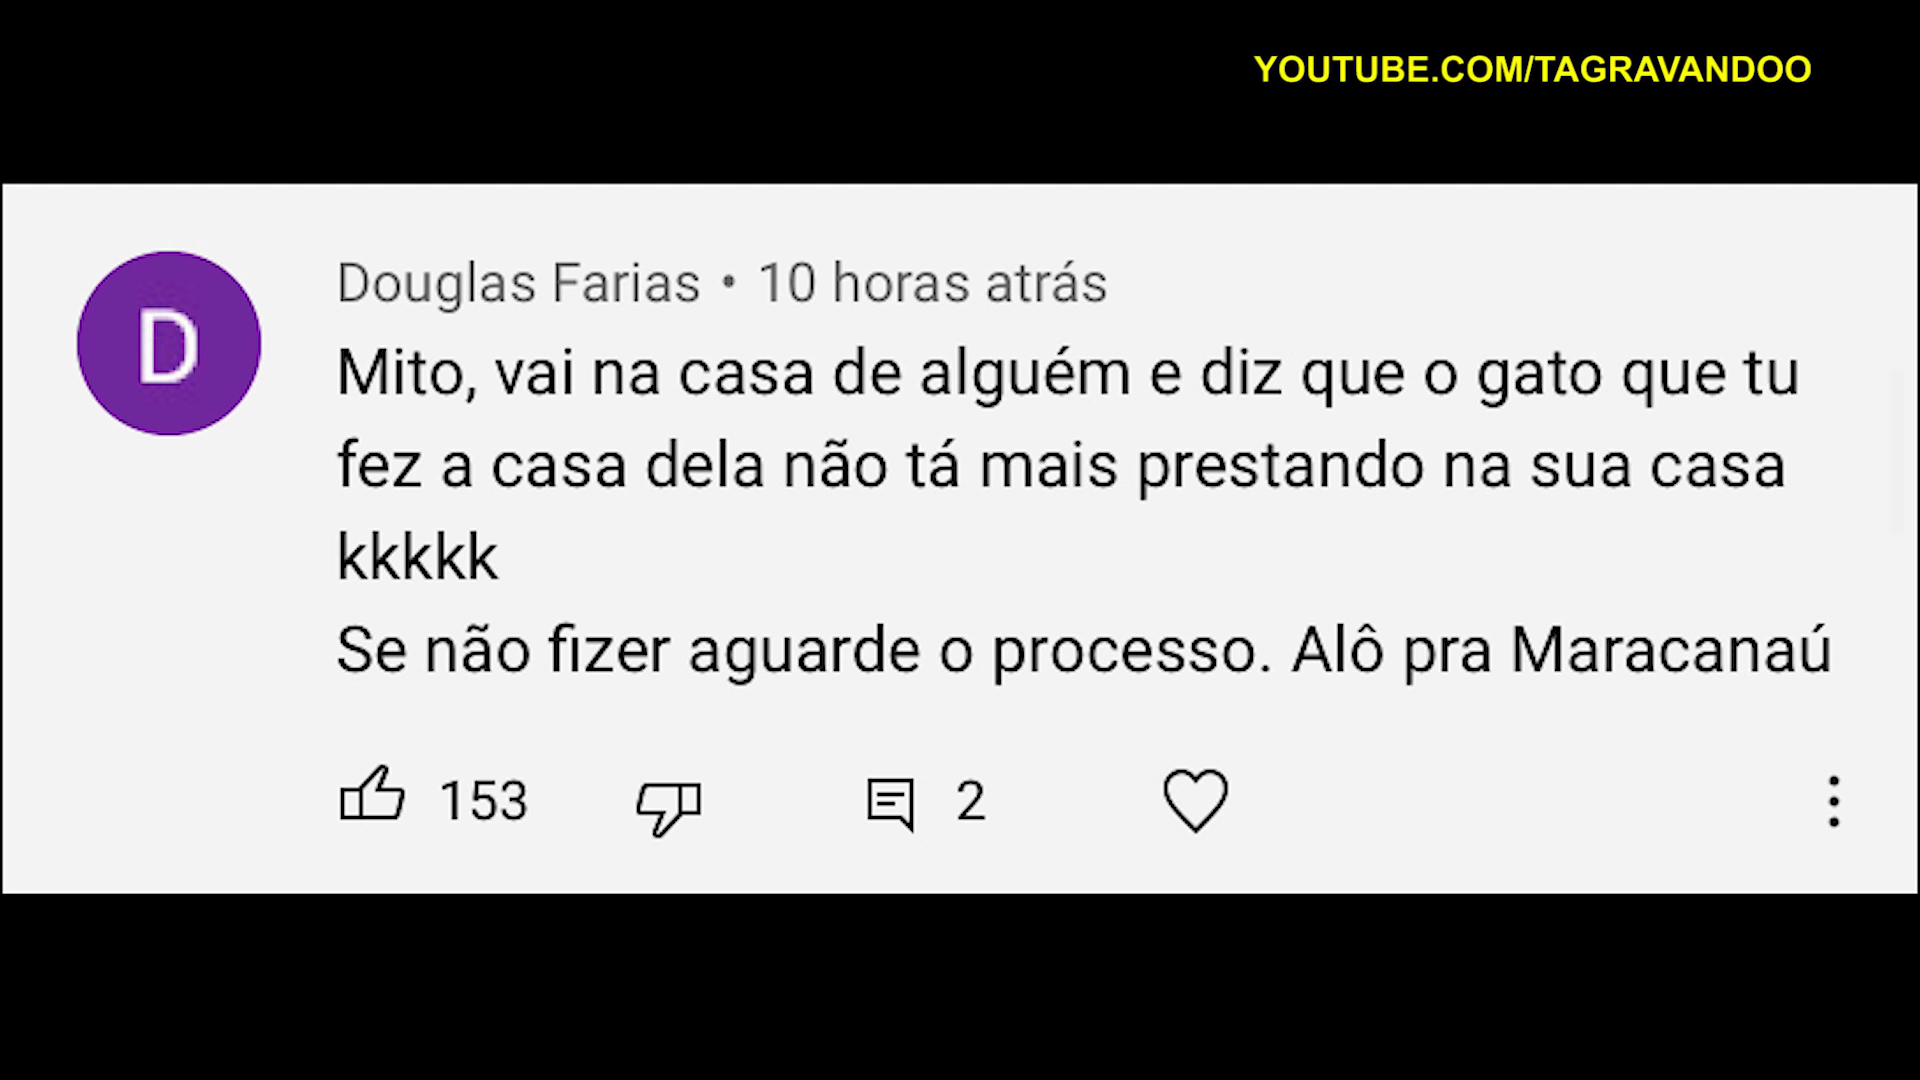 YOUTUBE.COM/TAGRAVANDOO
D
Douglas Farias • 10 horas atrás
Mito, vai na casa de alguém e diz que o gato que tu
fez a casa dela não tá mais prestando na sua casa
kkkkk
Se não fizer aguarde o processo. Alô pra Maracanaú
153
2